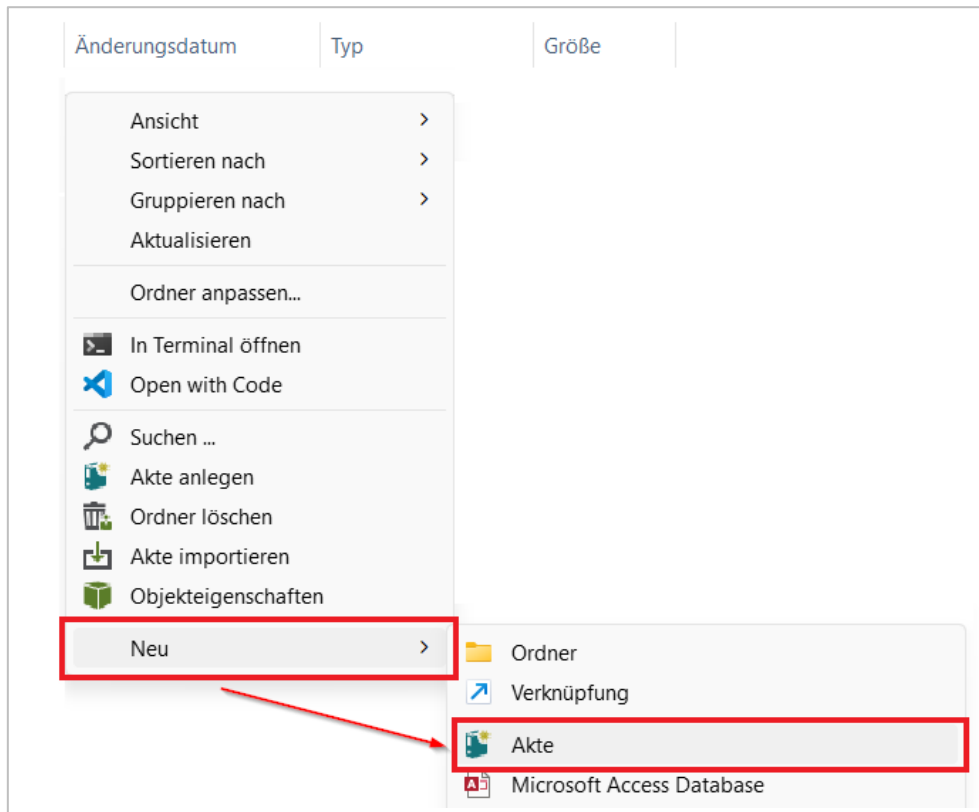 Änderungsdatum Typ Größe
Ansicht
Sortieren nach
Gruppieren nach
Aktualisieren
Ordner anpassen...
In Terminal öffnen
Open with Code
Suchen ...
Akte anlegen
Ordner löschen
Akte importieren
Objekteigenschaften
Neu
Ordner
Verknüpfung
Akte
Microsoft Access Database